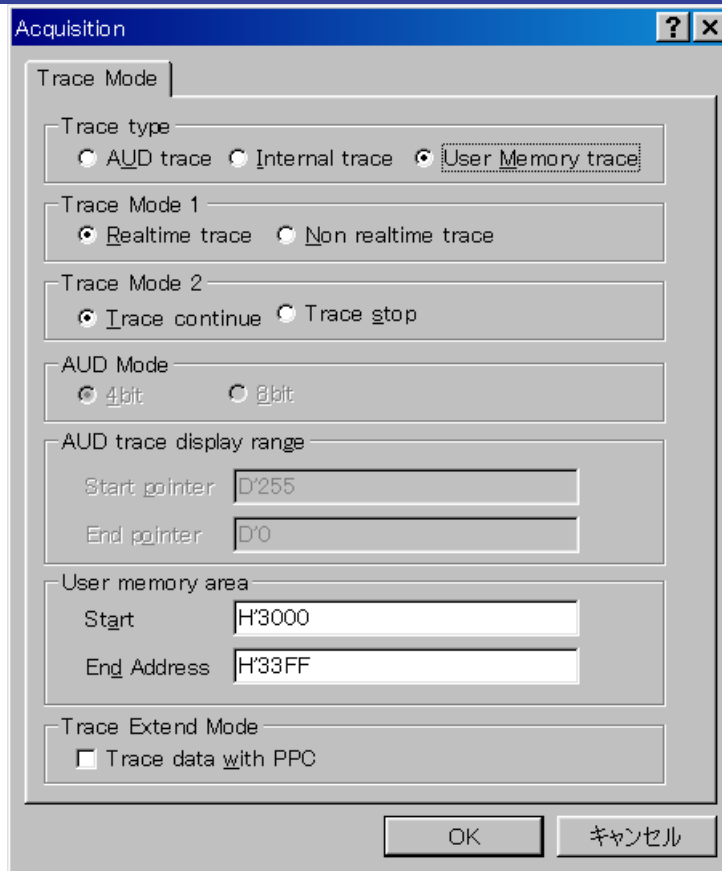 Acquisition
Trace Mode
Trace type
AUD trace Internal trace User Memory trace
Trace Mode 1
Realtime trace Non realtime trace
Trace Mode 2
Trace continue Trace stop
AUD Mode
4bit 8bit
AUD trace display range
Start pointer D'255
End pointer D'0
User memory area
Start H'3000
End Address H'33FF
Trace Extend Mode
Trace data with PPC
OK キャンセル